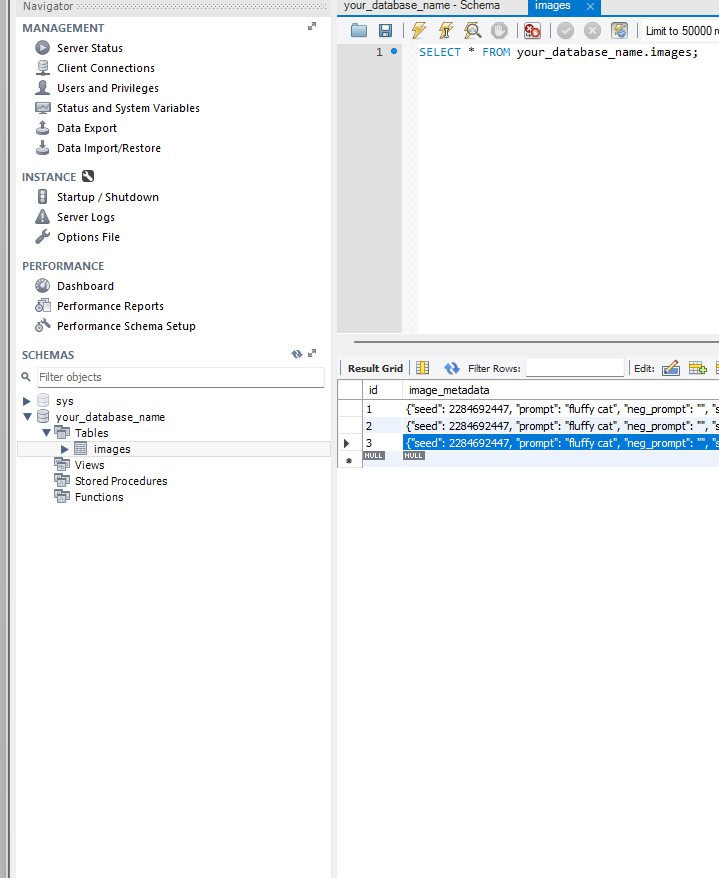 Navigator
MANAGEMENT
Server Status
Client Connections
Users and Privileges
Status and System Variables
Data Export
Data Import/Restore
INSTANCE
Startup / Shutdown
Server Logs
Options File
PERFORMANCE
Dashboard
Performance Reports
Performance Schema Setup
SCHEMAS
Filter objects
sys
your_database_name
Tables
images
Views
Stored Procedures
Functions
your_database_name - Schema
images
Limit to 50000 r
1 SELECT * FROM your_database_name.images;
Result Grid Filter Rows: Edit:
id image_metadata
1 {"seed": 2284692447, "prompt": "fluffy cat", "neg_prompt": "", "s
2 {"seed": 2284692447, "prompt": "fluffy cat", "neg_prompt": "", "s
3 {"seed": 2284692447, "prompt": "fluffy cat", "neg_prompt": "", "s
NULL NULL